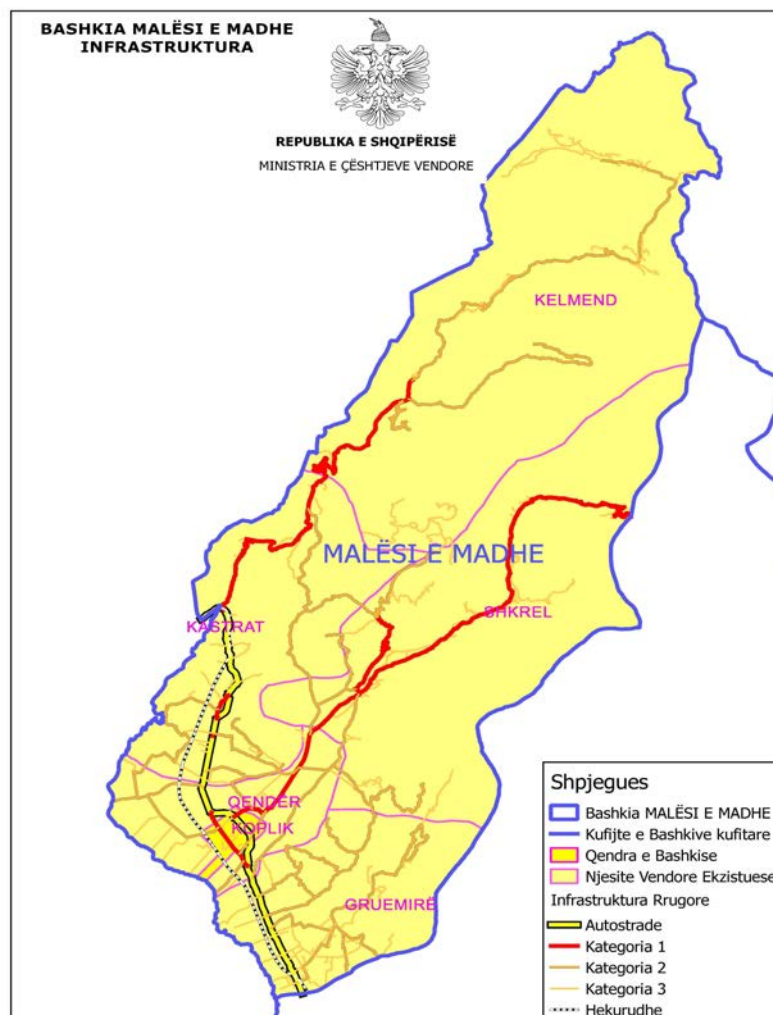 BASHKIA MALËSI E MADHE
INFRASTRUKTURA
REPUBLIKA E SHQIPËRISË
MINISTRIA E ÇËSHTJEVE VENDORE
KELMEND
MALËSI E MADHE
KASTRAT
SHKREL
QENDER
KOPLIK
GRUEMIRË
Shpjegues
Bashkia MALËSI E MADHE
Kufijte e Bashkive kufitare
Qendra e Bashkise
Njesite Vendore Ekzistuese
Infrastruktura Rrugore
Autostrade
Kategoria 1
Kategoria 2
Kategoria 3
Hekurudhe